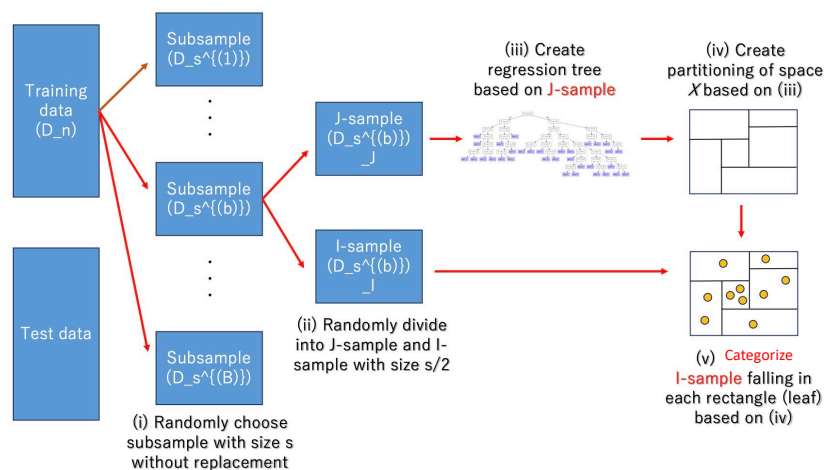 Training
data
(D_n)
Test data
Subsample
(D_s^{(1)})
Subsample
(D_s^{(b)})
Subsample
(D_s^{(B)})
(i) Randomly choose
subsample with size s
without replacement
J-sample
(D_s^{(b)})
_J
I-sample
(D_s^{(b)})
_I
(ii) Randomly divide
into J-sample and I-
sample with size s/2
(iii) Create
regression tree
based on J-sample
(iv) Create
partitioning of space
X based on (iii)
(v) Categorize
I-sample falling in
each rectangle (leaf)
based on (iv)